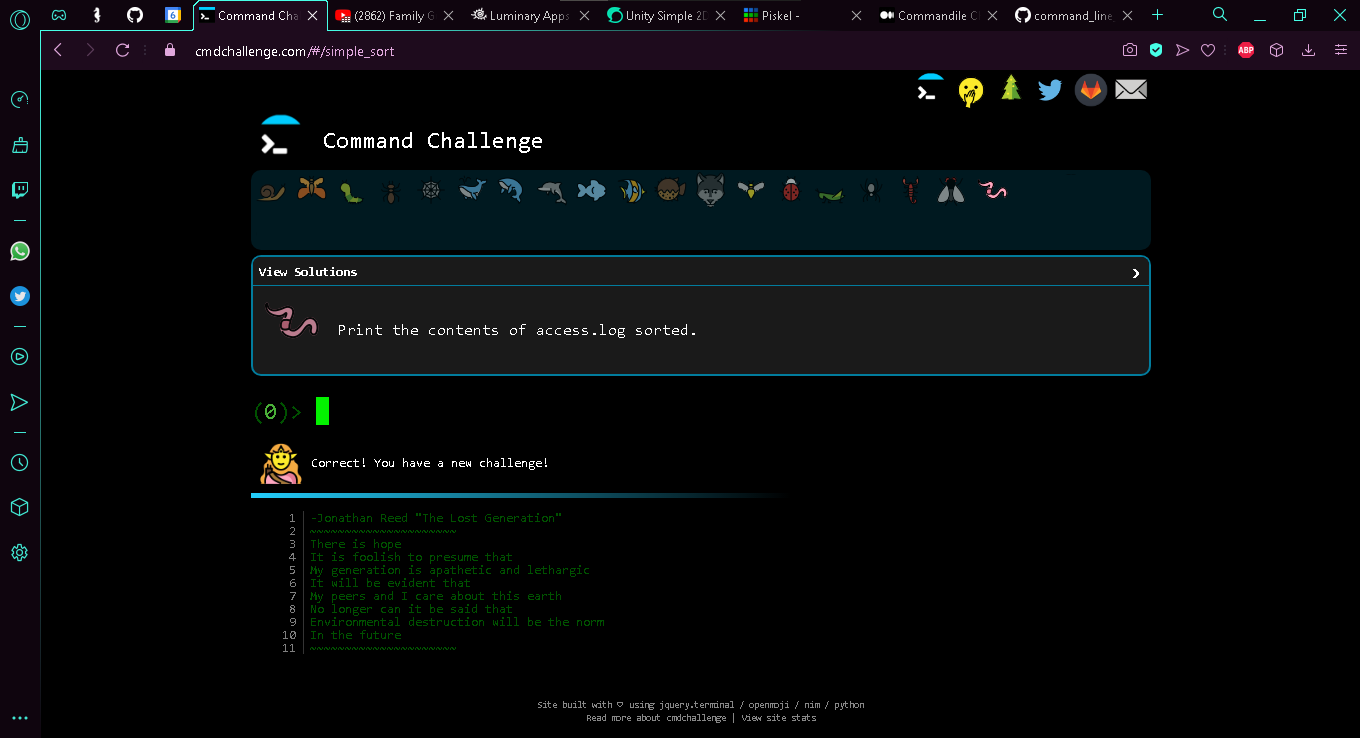 Command Cha
(2862) Family G
Luminary Apps
Unity Simple 2D
Piskel -
Commandile C
command_line
cmdchallenge.com/#/simple_sort
ABP
Command Challenge
View Solutions
Print the contents of access.log sorted.
(0)>
Correct! You have a new challenge!
1 -Jonathan Reed "The Lost Generation"
2 ~~~~~~~~~~~~~~~~~~~~~
3 There is hope
4 It is foolish to presume that
5 My generation is apathetic and lethargic
6 It will be evident that
7 My peers and I care about this earth
8 No longer can it be said that
9 Environmental destruction will be the norm
10 In the future
11 ~~~~~~~~~~~~~~~~~~~~~
Site built with ♡ using jquery.terminal / openmoji / nim / python
Read more about cmdchallenge | View site stats